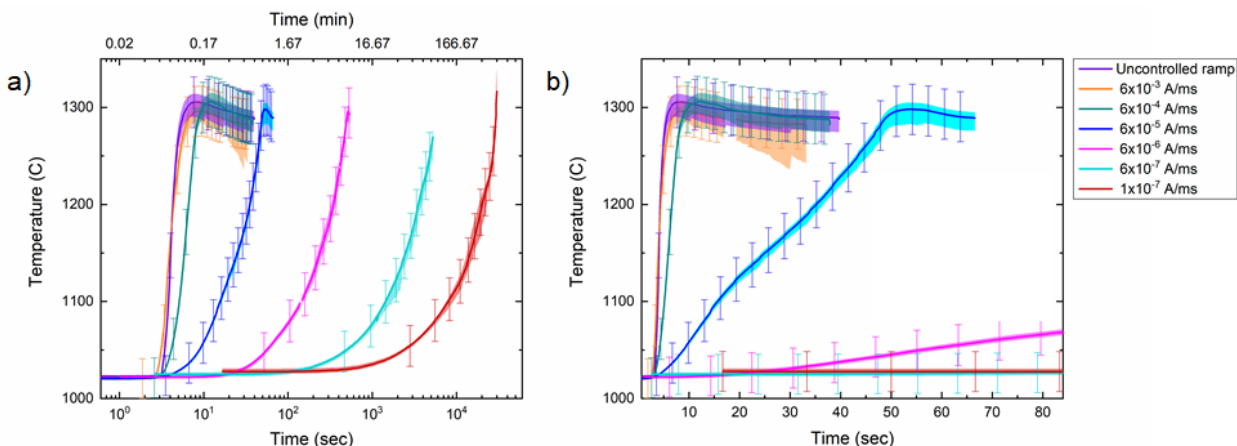 Time (min)
0.02 0.17 1.67 16.67 166.67
a)
1300
1200
1100
1000
Temperature (C)
10⁰ 10¹ 10² 10³ 10⁴
Time (sec)
b)
1300
1200
1100
1000
Temperature (C)
10 20 30 40 50 60 70 80
Time (sec)
Uncontrolled ramp
6x10⁻³ A/ms
6x10⁻⁴ A/ms
6x10⁻⁵ A/ms
6x10⁻⁶ A/ms
6x10⁻⁷ A/ms
1x10⁻⁷ A/ms